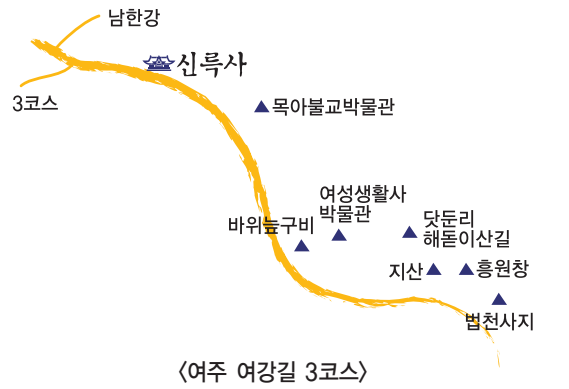 남한강
신륵사
3코스
목아불교박물관
여성생활사
박물관
바위늪구비
닷둔리
해돋이산길
지산
흥원창
법천사지
<여주 여강길 3코스>